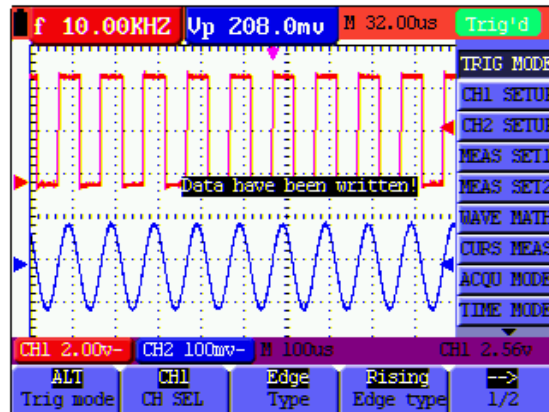 f 10.00KHZ Vp 208.0mv M 32.00us Trig'd
TRIG MODE
CH1 SETUP
CH2 SETUP
MEAS SET1
MEAS SET2
WAVE MATH
CURS MEAS
ACQU MODE
TIME MODE
Data have been written!
CH1 2.00v- CH2 100mv- M 100us CH1 2.56v
ALT CH1 Edge Rising -->
Trig mode CH SEL Type Edge type 1/2